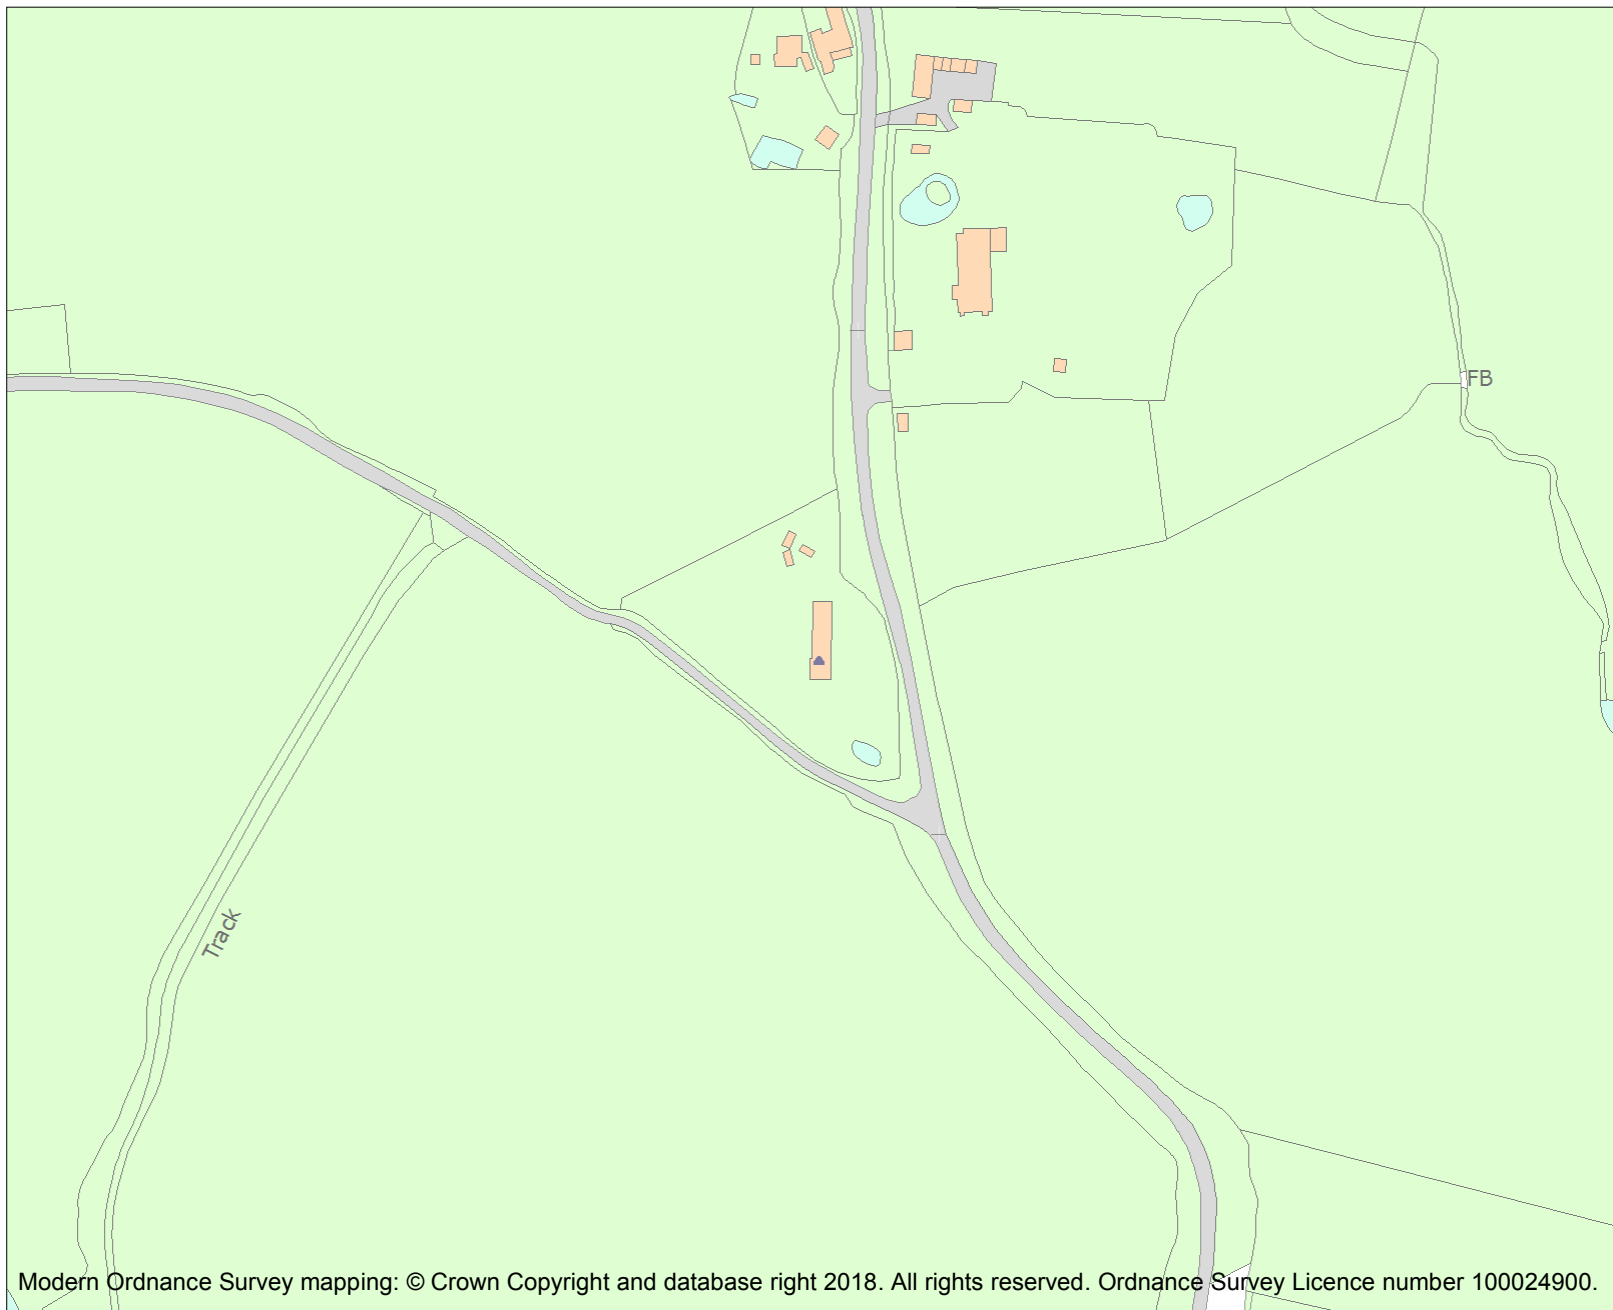 FB
Track
Modern Ordnance Survey mapping: © Crown Copyright and database right 2018. All rights reserved. Ordnance Survey Licence number 100024900.